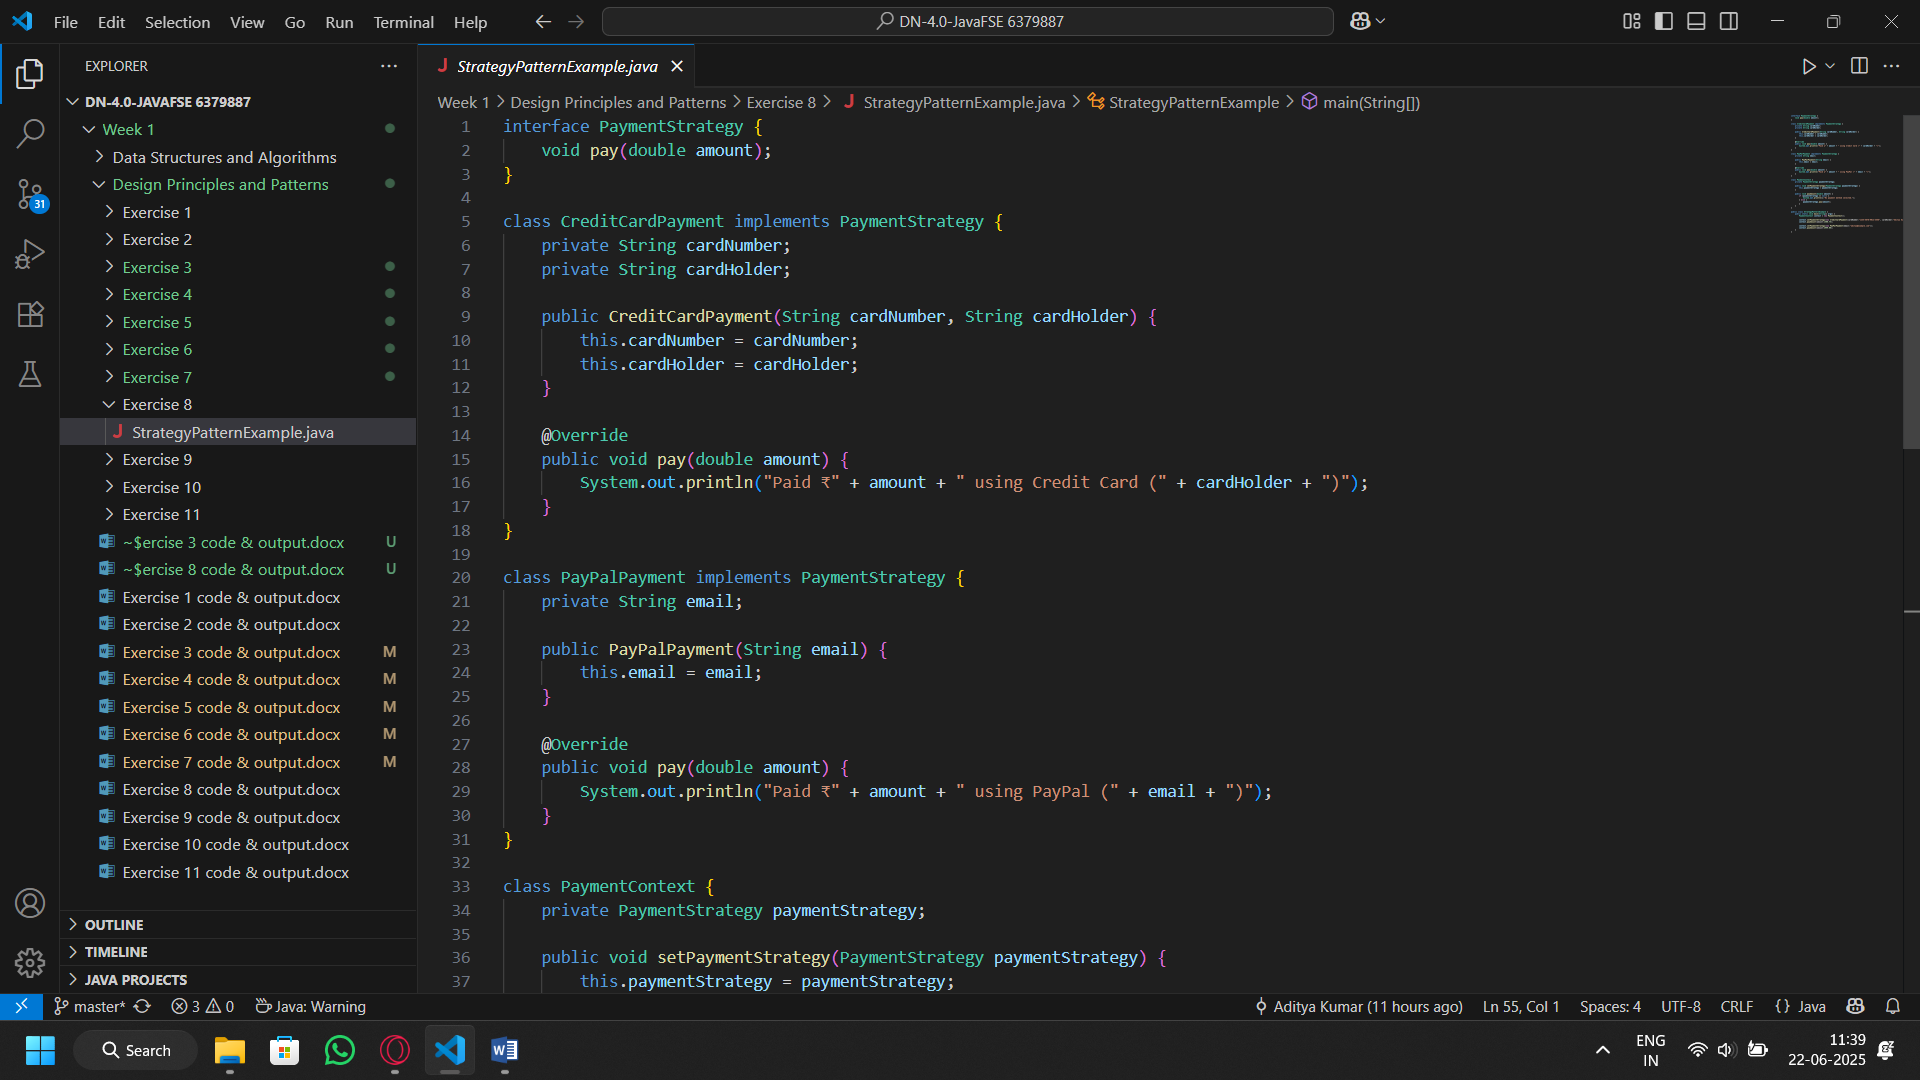 File Edit Selection View Go Run Terminal Help
DN-4.0-JavaFSE 6379887
EXPLORER
DN-4.0-JAVAFSE 6379887
Week 1
Data Structures and Algorithms
Design Principles and Patterns
Exercise 1
Exercise 2
Exercise 3
Exercise 4
Exercise 5
Exercise 6
Exercise 7
Exercise 8
J StrategyPatternExample.java
Exercise 9
Exercise 10
Exercise 11
~$ercise 3 code & output.docx U
~$ercise 8 code & output.docx U
Exercise 1 code & output.docx
Exercise 2 code & output.docx
Exercise 3 code & output.docx M
Exercise 4 code & output.docx M
Exercise 5 code & output.docx M
Exercise 6 code & output.docx M
Exercise 7 code & output.docx M
Exercise 8 code & output.docx
Exercise 9 code & output.docx
Exercise 10 code & output.docx
Exercise 11 code & output.docx
OUTLINE
TIMELINE
JAVA PROJECTS
31
J StrategyPatternExample.java
Week 1 > Design Principles and Patterns > Exercise 8 > J StrategyPatternExample.java > StrategyPatternExample > main(String[])
1 interface PaymentStrategy {
2 void pay(double amount);
3 }
4
5 class CreditCardPayment implements PaymentStrategy {
6 private String cardNumber;
7 private String cardHolder;
8
9 public CreditCardPayment(String cardNumber, String cardHolder) {
10 this.cardNumber = cardNumber;
11 this.cardHolder = cardHolder;
12 }
13
14 @Override
15 public void pay(double amount) {
16 System.out.println("Paid ₹" + amount + " using Credit Card (" + cardHolder + ")");
17 }
18 }
19
20 class PayPalPayment implements PaymentStrategy {
21 private String email;
22
23 public PayPalPayment(String email) {
24 this.email = email;
25 }
26
27 @Override
28 public void pay(double amount) {
29 System.out.println("Paid ₹" + amount + " using PayPal (" + email + ")");
30 }
31 }
32
33 class PaymentContext {
34 private PaymentStrategy paymentStrategy;
35
36 public void setPaymentStrategy(PaymentStrategy paymentStrategy) {
37 this.paymentStrategy = paymentStrategy;
master* 3 0 Java: Warning Aditya Kumar (11 hours ago) Ln 55, Col 1 Spaces: 4 UTF-8 CRLF {} Java
Search
ENG
IN
11:39
22-06-2025